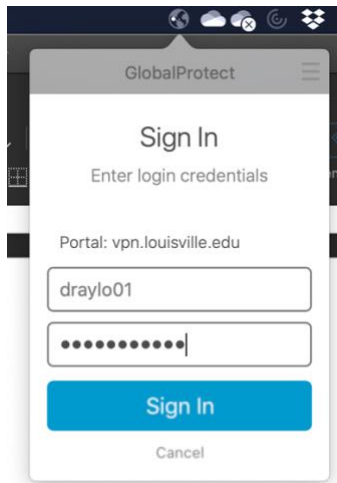 GlobalProtect
Sign In
Enter login credentials
Portal: vpn.louisville.edu
draylo01
●●●●●●●●●●●
Sign In
Cancel